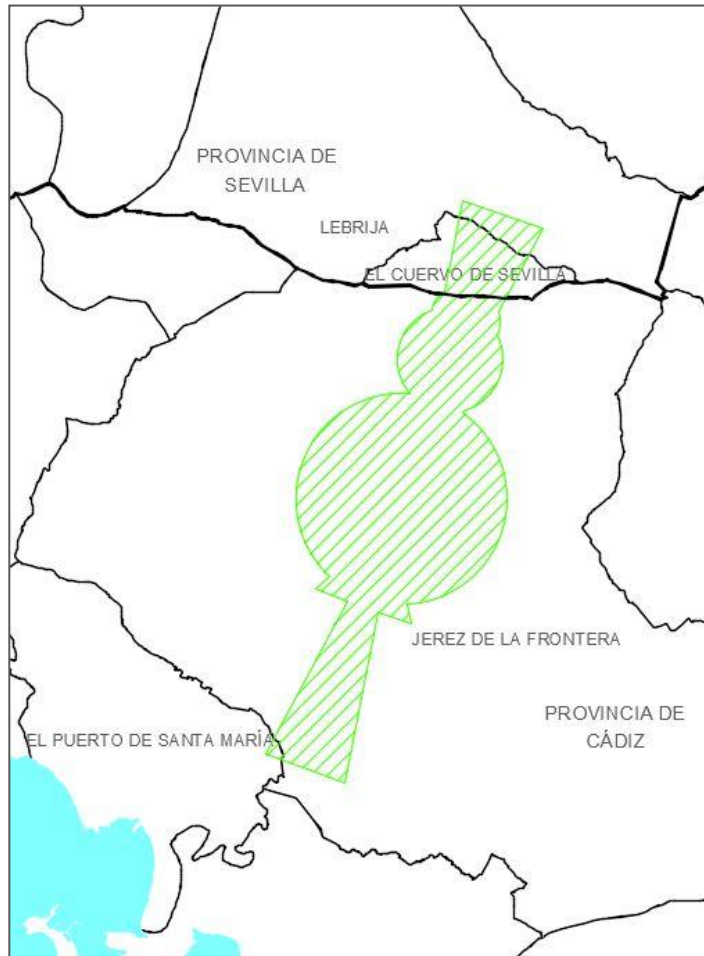 PROVINCIA DE
SEVILLA
LEBRIJA
EL CUERVO DE SEVILLA
JEREZ DE LA FRONTERA
PROVINCIA DE
CÁDIZ
EL PUERTO DE SANTA MARÍA